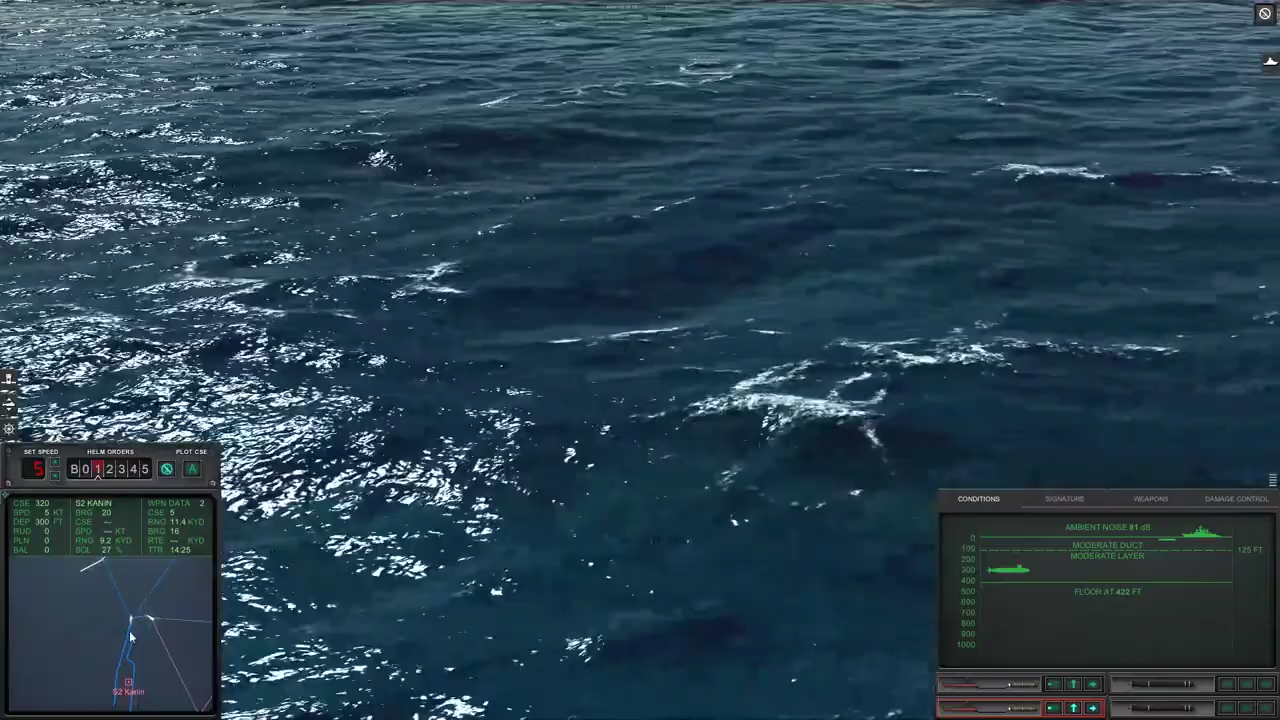 SET SPEED HELM ORDERS PLOT CSE
5 B 0 1 2 3 4 5 A
CSE 320 S2 KANIN WPN DATA 2
SPD 5 KT BRG 20 CSE 5
DEP 300 FT CSE --- RNG 11.4 KYD
RUD 0 SPD --- KT BRG 16
PLN 0 RNG 9.2 KYD RTE --- KYD
BAL 0 SOL 27 % TTR 14:25
S2 Kanin
CONDITIONS SIGNATURE WEAPONS DAMAGE CONTROL
AMBIENT NOISE 81 dB
0
MODERATE DUCT
100 125 FT
MODERATE LAYER
200
300
400
500 FLOOR AT 422 FT
600
700
800
900
1000